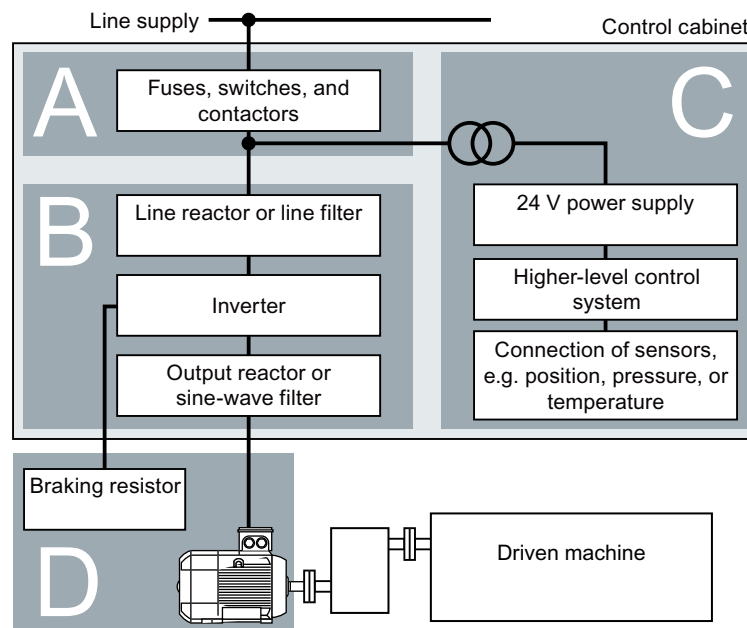 Line supply
Control cabinet
A
Fuses, switches, and
contactors
C
B
Line reactor or line filter
Inverter
Output reactor or
sine-wave filter
24 V power supply
Higher-level control
system
Connection of sensors,
e.g. position, pressure, or
temperature
Braking resistor
D
Driven machine